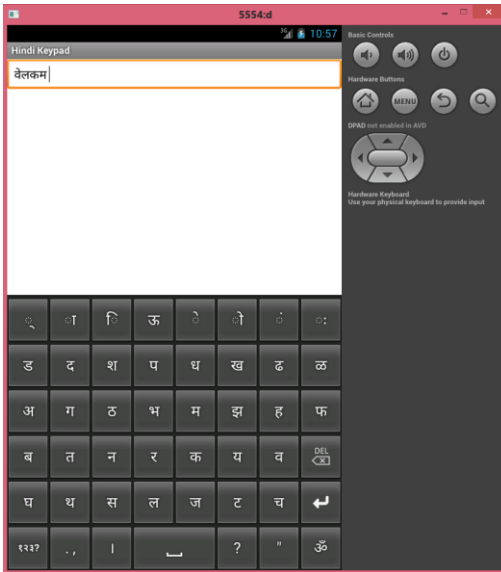 5554:d
3G 10:57
Hindi Keypad
वेलकम
Basic Controls
Hardware Buttons
MENU
DPAD not enabled in AVD
Hardware Keyboard
Use your physical keyboard to provide input
् ा ि ऊ े ो ं ः
ड द श प ध ख ढ ळ
अ ग ठ भ म झ ह फ
ब त न र क य व DEL
घ थ स ल ज ट च
१२३? . , । ? " ॐ